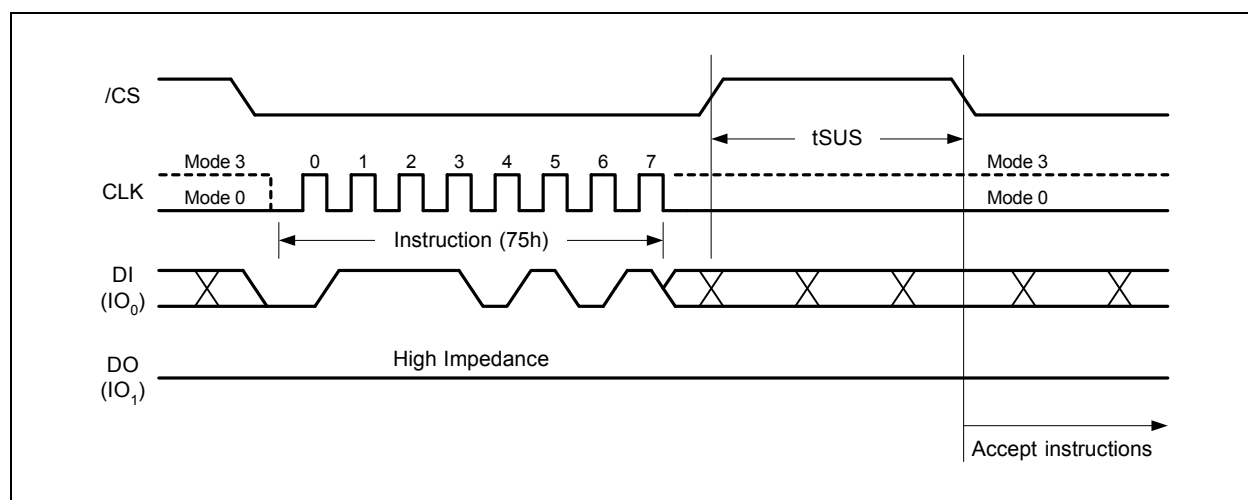 /CS
tSUS
Mode 3
0 1 2 3 4 5 6 7
Mode 3
CLK
Mode 0
Mode 0
Instruction (75h)
DI
(IO0)
High Impedance
DO
(IO1)
Accept instructions